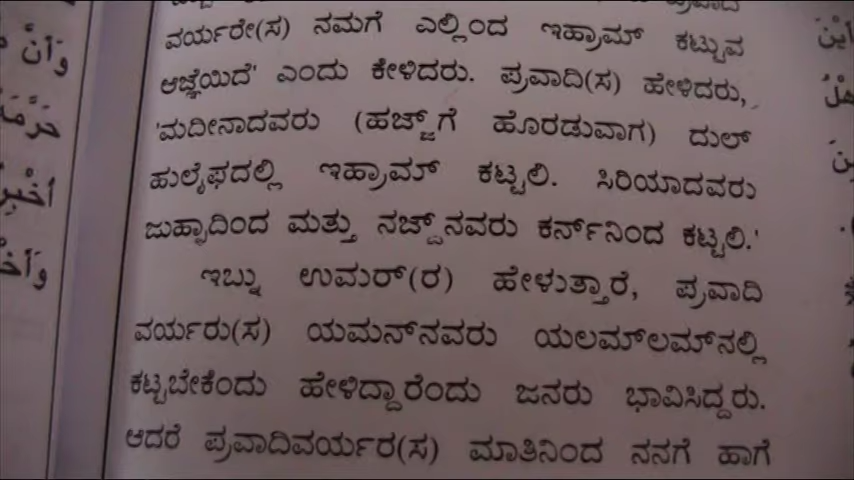 ವರ್ಯರೇ(ಸ) ನಮಗೆ ಎಲ್ಲಿಂದ ಇಹ್ರಾಮ್ ಕಟ್ಟುವ
ಆಜ್ಞೆಯಿದೆ' ಎಂದು ಕೇಳಿದರು. ಪ್ರವಾದಿ(ಸ) ಹೇಳಿದರು,
'ಮದೀನಾದವರು (ಹಜ್ಜ್‌ಗೆ ಹೊರಡುವಾಗ) ದುಲ್
ಹುಲೈಫದಲ್ಲಿ ಇಹ್ರಾಮ್ ಕಟ್ಟಲಿ. ಸಿರಿಯಾದವರು
ಜುಹ್ಫಾದಿಂದ ಮತ್ತು ನಜ್ದ್‌ನವರು ಕರ್ನ್‌ನಿಂದ ಕಟ್ಟಲಿ.'
ಇಬ್ನು ಉಮರ್(ರ) ಹೇಳುತ್ತಾರೆ, ಪ್ರವಾದಿ
ವರ್ಯರು(ಸ) ಯಮನ್‌ನವರು ಯಲಮ್‌ಲಮ್‌ನಲ್ಲಿ
ಕಟ್ಟಬೇಕೆಂದು ಹೇಳಿದ್ದಾರೆಂದು ಜನರು ಭಾವಿಸಿದ್ದರು.
ಆದರೆ ಪ್ರವಾದಿವರ್ಯರ(ಸ) ಮಾತಿನಿಂದ ನನಗೆ ಹಾಗೆ